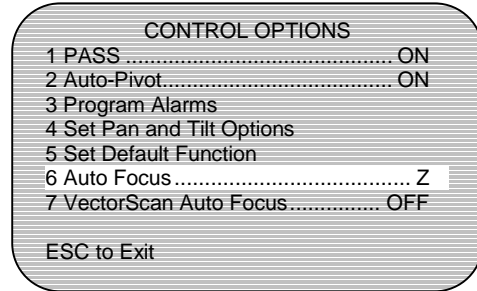 CONTROL OPTIONS
1 PASS ............................................ ON
2 Auto-Pivot...................................... ON
3 Program Alarms
4 Set Pan and Tilt Options
5 Set Default Function
6 Auto Focus ....................................... Z
7 VectorScan Auto Focus ............... OFF
ESC to Exit